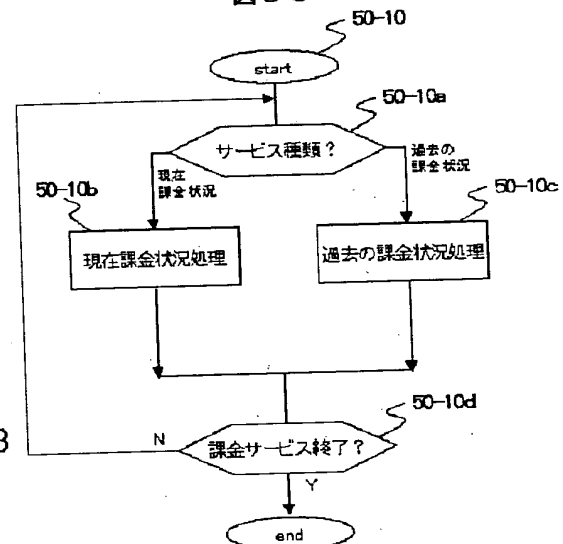 50-10
start
50-10a
サービス種類?
現在
課金状況
過去の
課金状況
50-10b
50-10c
現在課金状況処理
過去の課金状況処理
50-10d
課金サービス終了?
N
Y
end